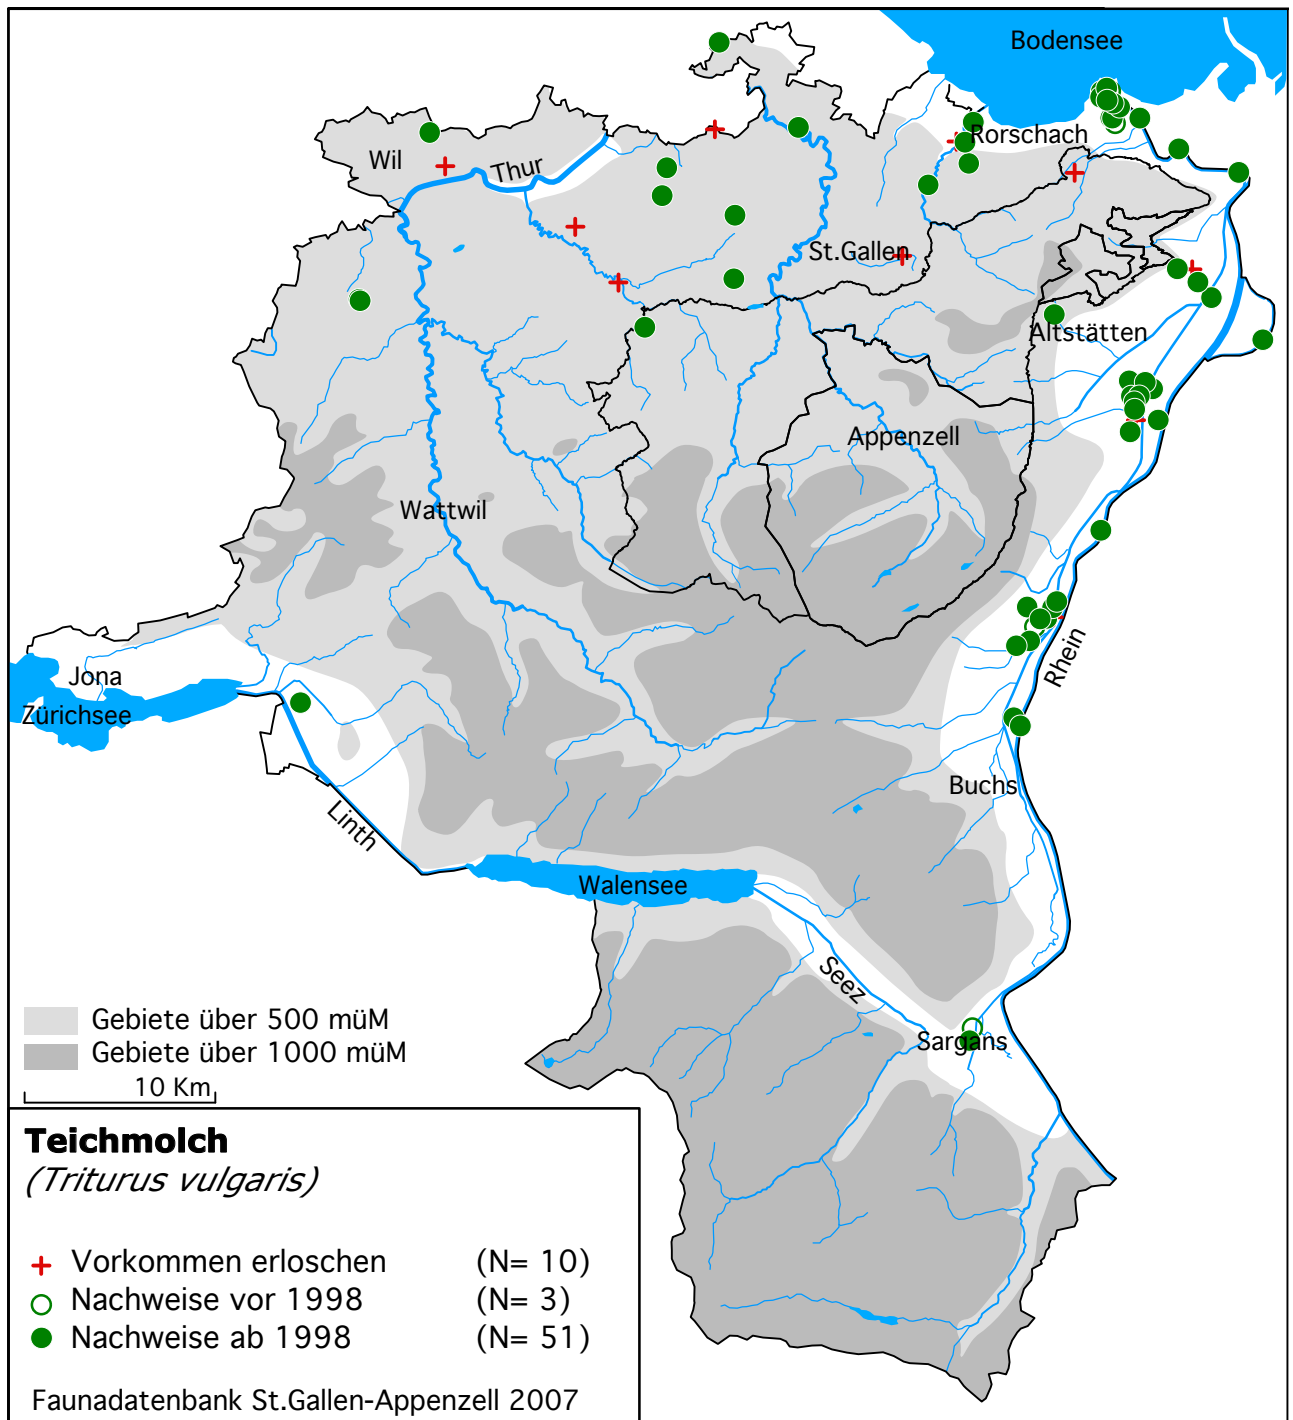 Bodensee
Rorschach
Wil
Thur
St.Gallen
Altstätten
Appenzell
Wattwil
Rhein
Jona
Zürichsee
Buchs
Linth
Walensee
Seez
Sargans
Gebiete über 500 müM
Gebiete über 1000 müM
10 Km
Teichmolch
(Triturus vulgaris)
Vorkommen erloschen (N= 10)
Nachweise vor 1998 (N= 3)
Nachweise ab 1998 (N= 51)
Faunadatenbank St.Gallen-Appenzell 2007